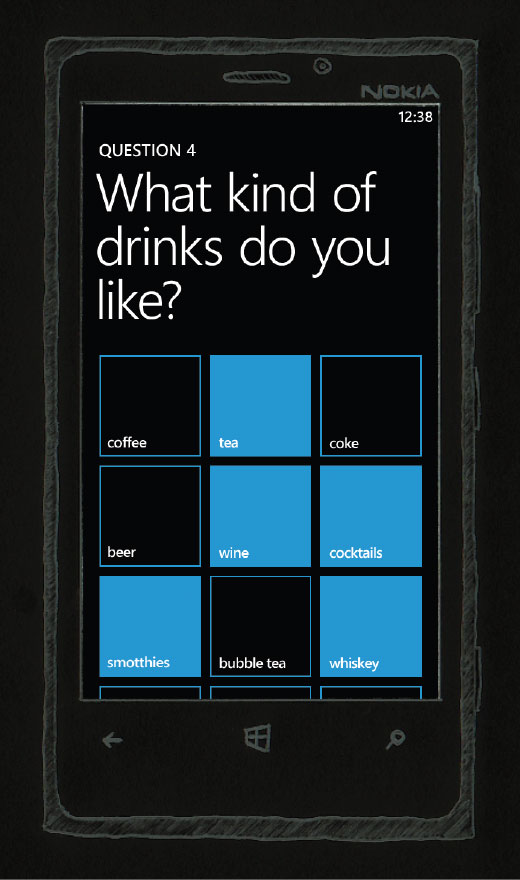 NOKIA
12:38
QUESTION 4
What kind of
drinks do you
like?
coffee
tea
coke
beer
wine
cocktails
smotthies
bubble tea
whiskey